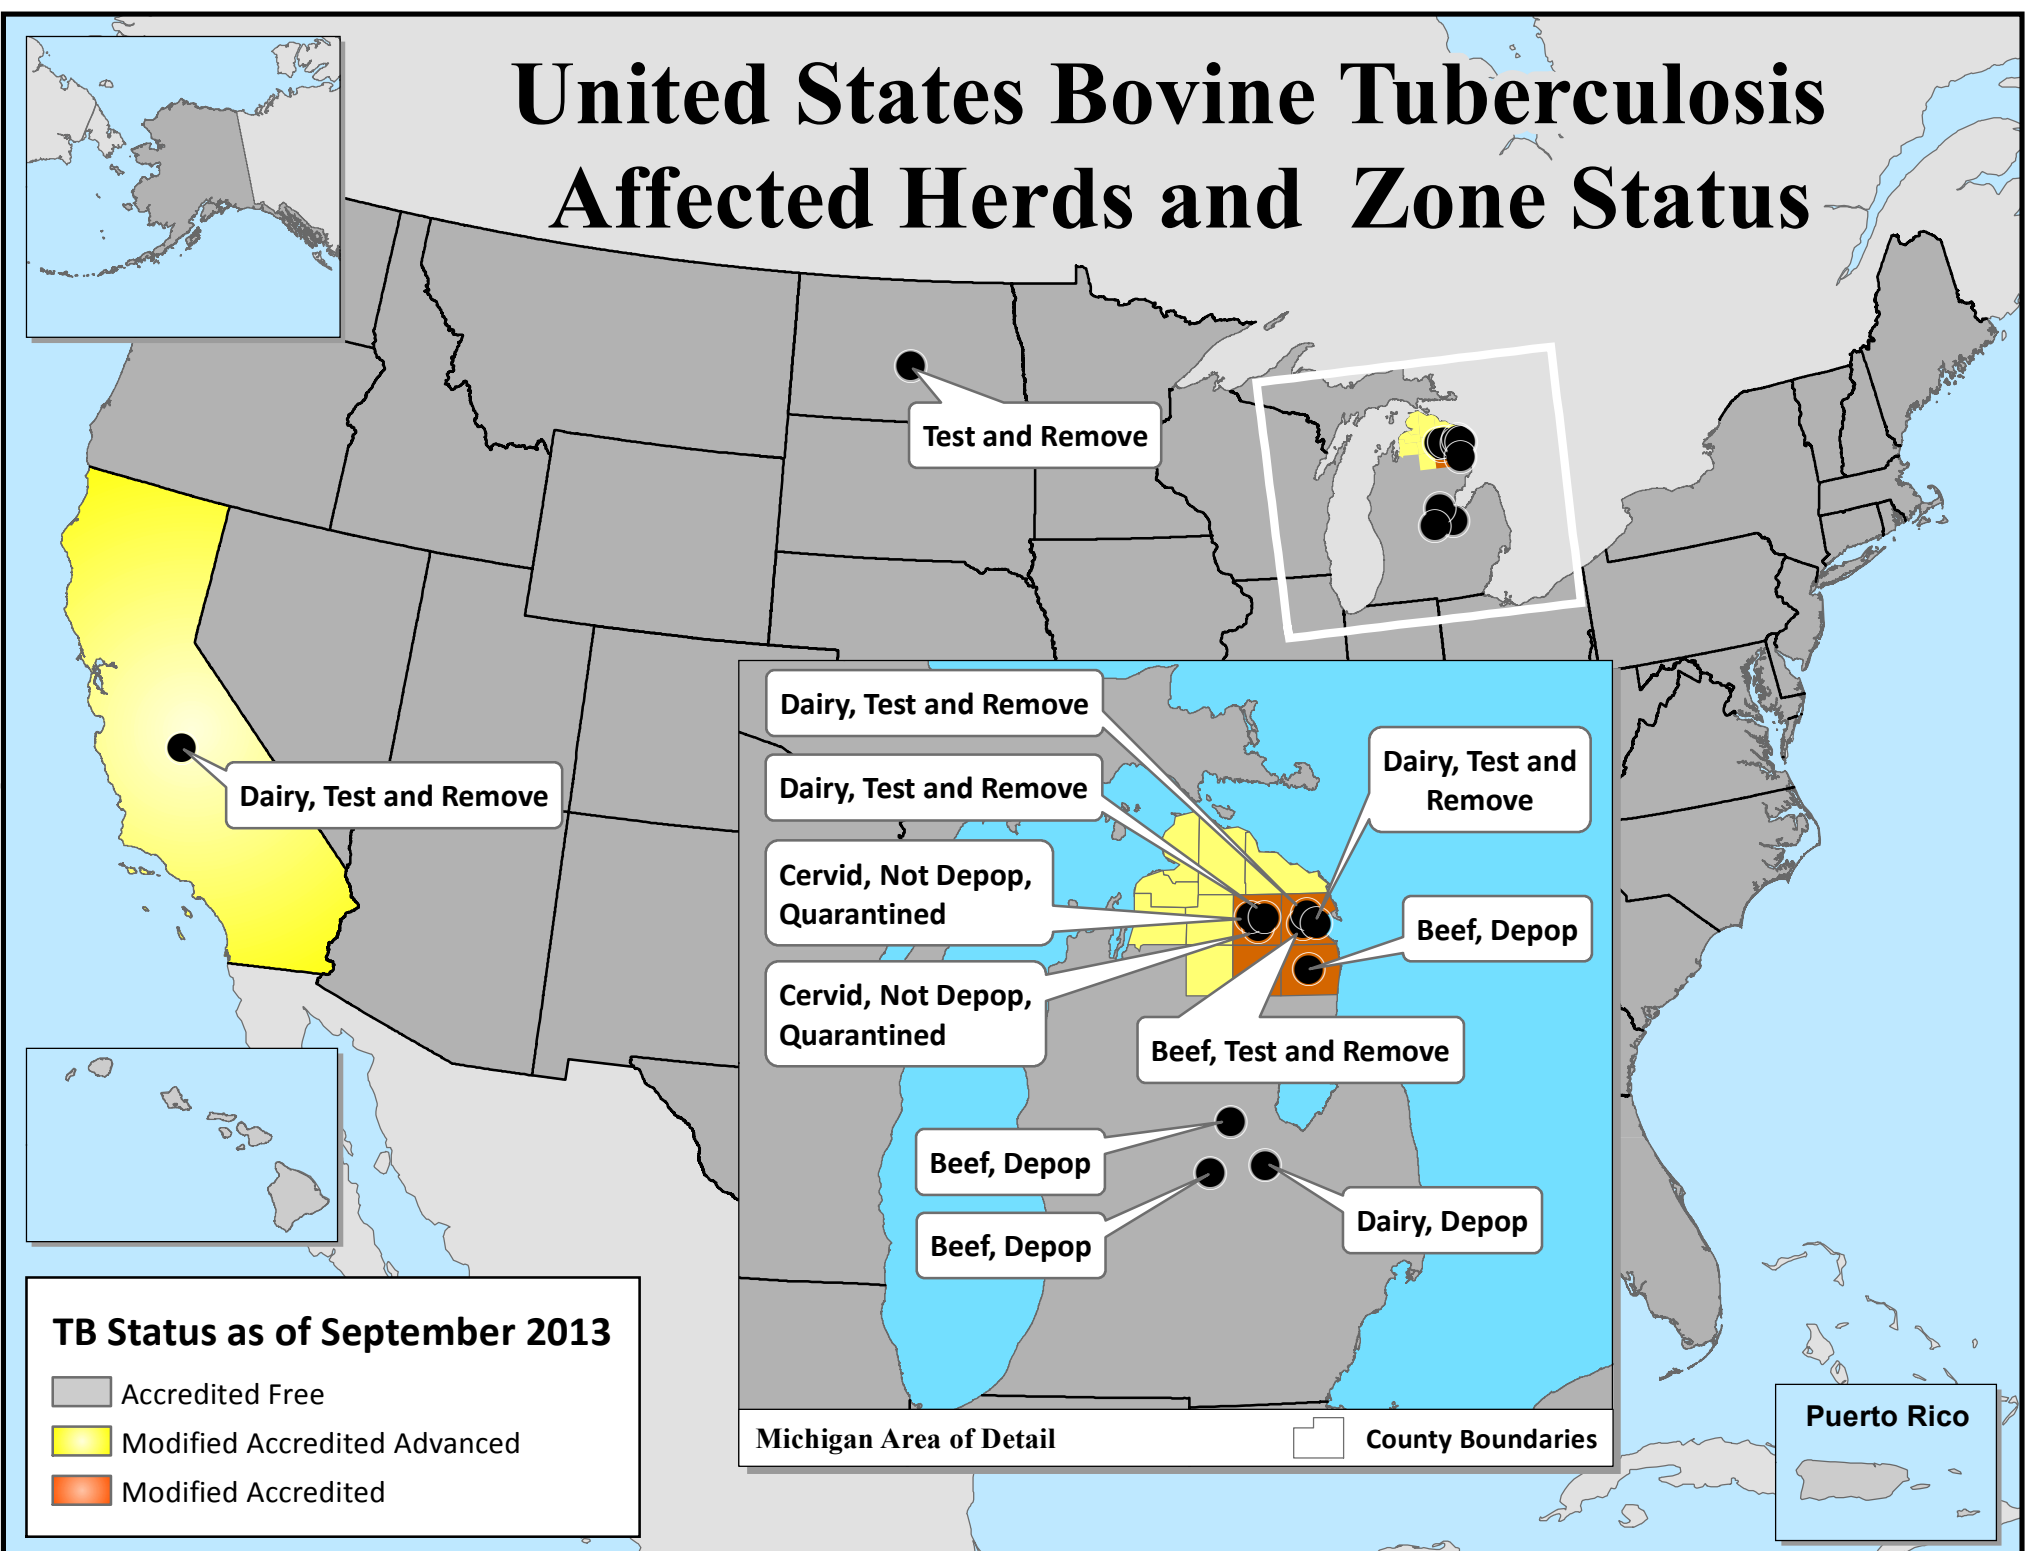 United States Bovine Tuberculosis
Affected Herds and Zone Status
Test and Remove
Dairy, Test and Remove
Dairy, Test and Remove
Dairy, Test and Remove
Cervid, Not Depop,
Quarantined
Cervid, Not Depop,
Quarantined
Dairy, Test and
Remove
Beef, Depop
Beef, Test and Remove
Beef, Depop
Beef, Depop
Dairy, Depop
Michigan Area of Detail
County Boundaries
TB Status as of September 2013
Accredited Free
Modified Accredited Advanced
Modified Accredited
Puerto Rico